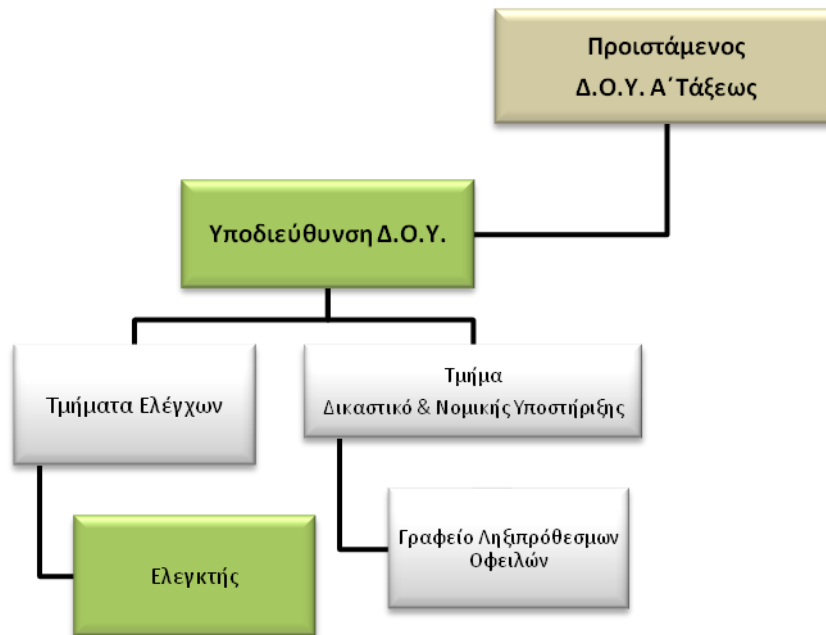 Προιστάμενος
Δ.Ο.Υ. Α΄Τάξεως
Υποδιεύθυνση Δ.Ο.Υ.
Τμήματα Ελέγχων
Τμήμα
Δικαστικό & Νομικής Υποστήριξης
Ελεγκτής
Γραφείο Ληξιπρόθεσμων
Οφειλών